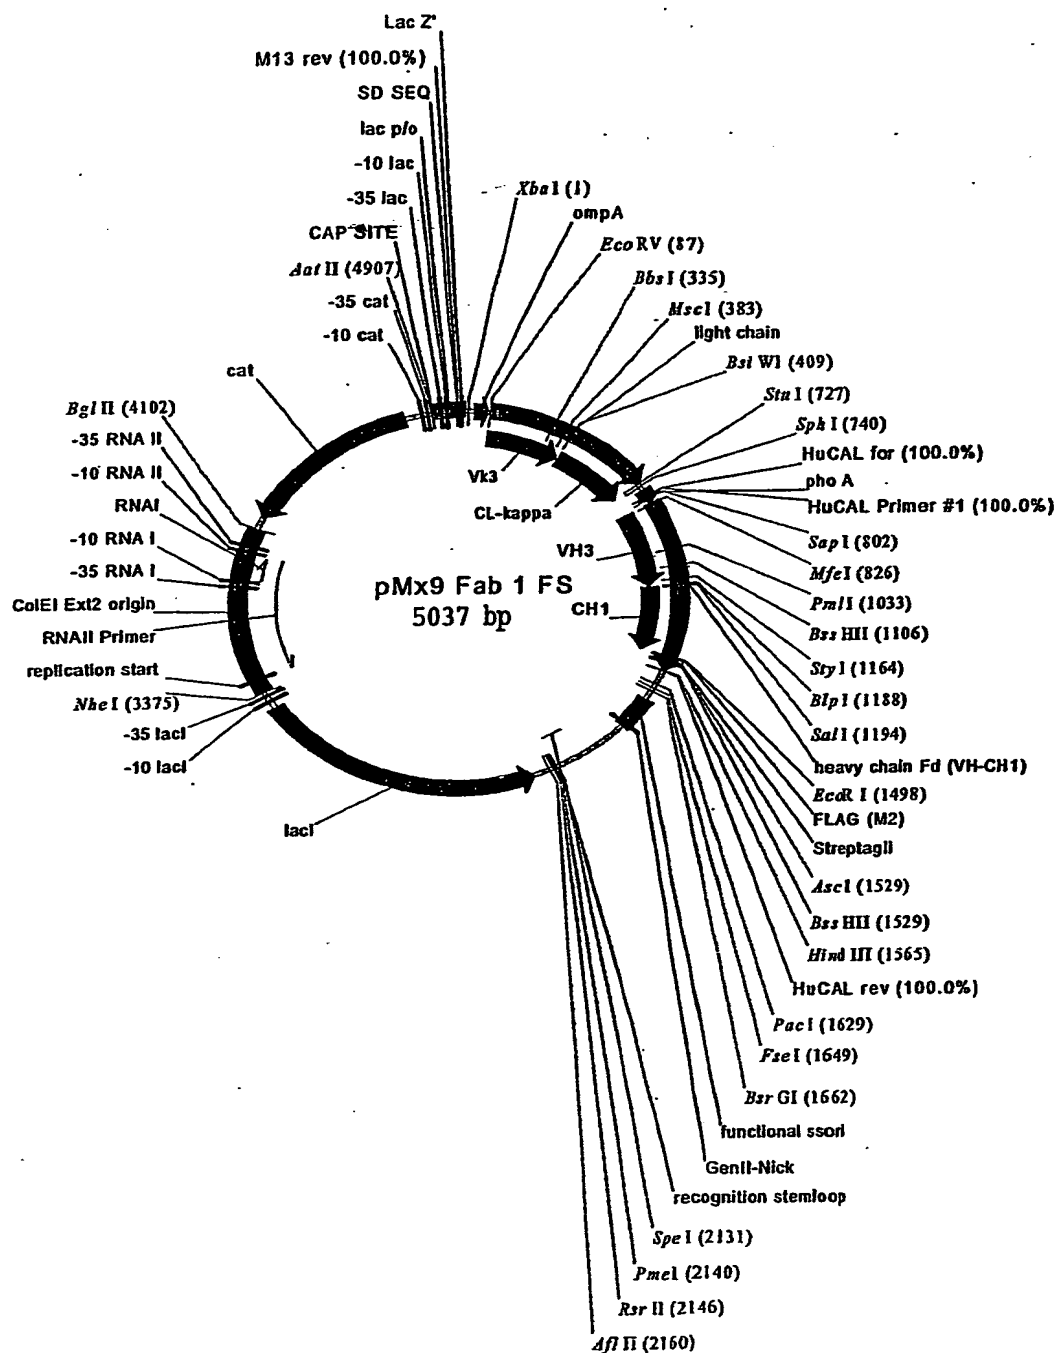 Lac Z'
M13 rev (100.0%)
SD SEQ
lac p/o
-10 lac
-35 lac
CAP SITE
Aat II (4907)
-35 cat
-10 cat
cat
Bgl II (4102)
-35 RNA II
-10 RNA II
RNAI
-10 RNA I
-35 RNA I
ColEI Ext2 origin
RNAII Primer
replication start
Nhe I (3375)
-35 lacI
-10 lacI
lacI
Xba I (1)
ompA
Eco RV (87)
Bbs I (335)
Msc I (383)
light chain
Bsi WI (409)
Stu I (727)
Sph I (740)
HuCAL for (100.0%)
pho A
HuCAL Primer #1 (100.0%)
Sap I (802)
Mfe I (826)
Pml I (1033)
Bss HII (1106)
Sty I (1164)
Blp I (1188)
Sal I (1194)
heavy chain Fd (VH-CH1)
Eco R I (1498)
FLAG (M2)
StreptagII
Asc I (1529)
Bss HII (1529)
Hind III (1565)
HuCAL rev (100.0%)
Pac I (1629)
Fse I (1649)
Bsr GI (1662)
functional ssori
GenII-Nick
recognition stemloop
Spe I (2131)
Pme I (2140)
Rsr II (2146)
Afl II (2160)
Vk3
CL-kappa
VH3
CH1
pMx9 Fab 1 FS
5037 bp